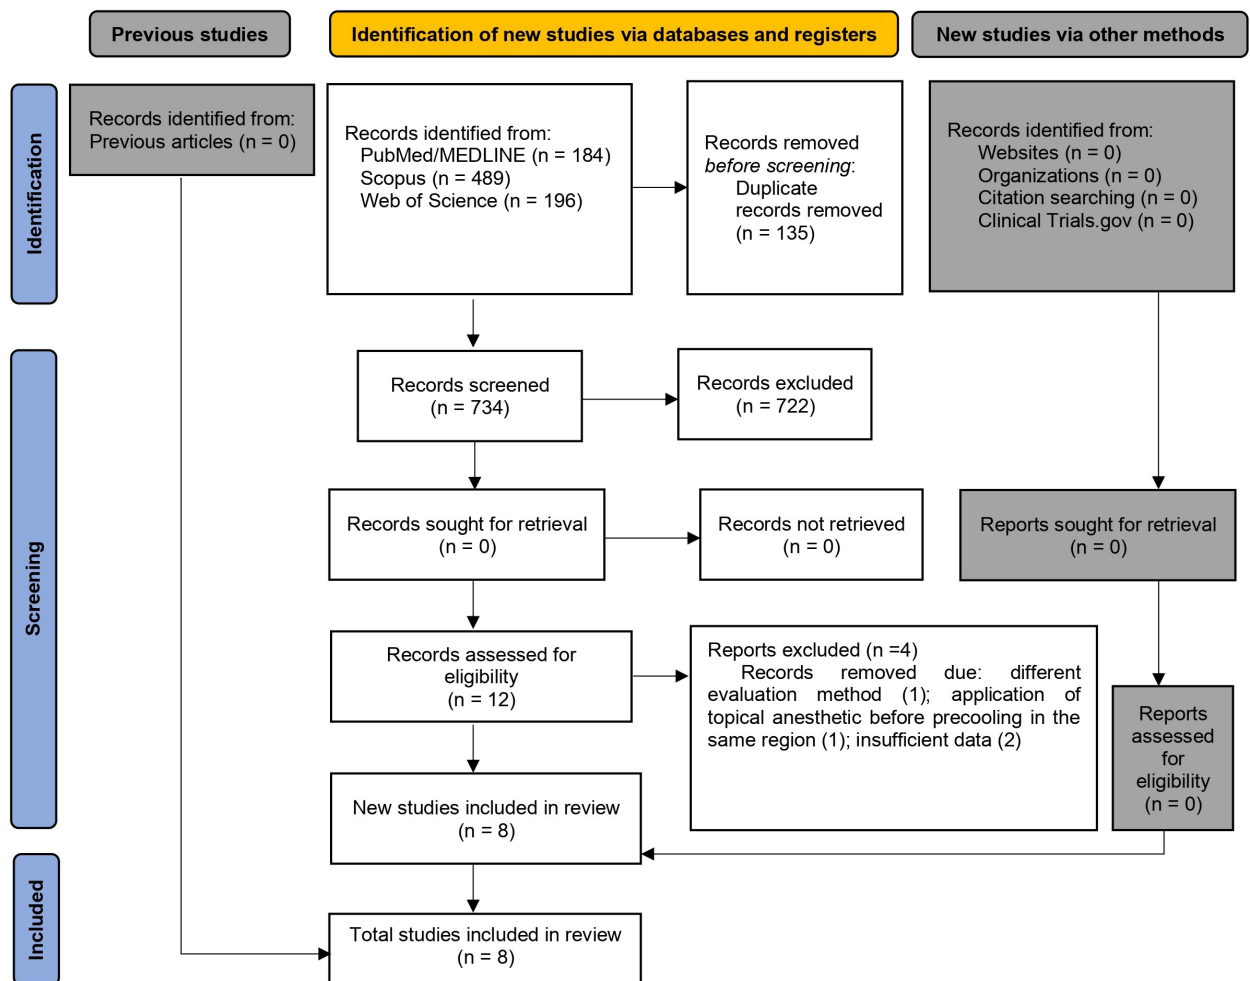 Previous studies
Identification of new studies via databases and registers
New studies via other methods
Identification
Records identified from:
Previous articles (n = 0)
Records identified from:
PubMed/MEDLINE (n = 184)
Scopus (n = 489)
Web of Science (n = 196)
Records removed
before screening:
Duplicate
records removed
(n = 135)
Records identified from:
Websites (n = 0)
Organizations (n = 0)
Citation searching (n = 0)
Clinical Trials.gov (n = 0)
Screening
Records screened
(n = 734)
Records excluded
(n = 722)
Records sought for retrieval
(n = 0)
Records not retrieved
(n = 0)
Reports sought for retrieval
(n = 0)
Records assessed for
eligibility
(n = 12)
Reports excluded (n =4)
Records removed due: different
evaluation method (1); application of
topical anesthetic before precooling in the
same region (1); insufficient data (2)
Reports
assessed
for
eligibility
(n = 0)
New studies included in review
(n = 8)
Included
Total studies included in review
(n = 8)